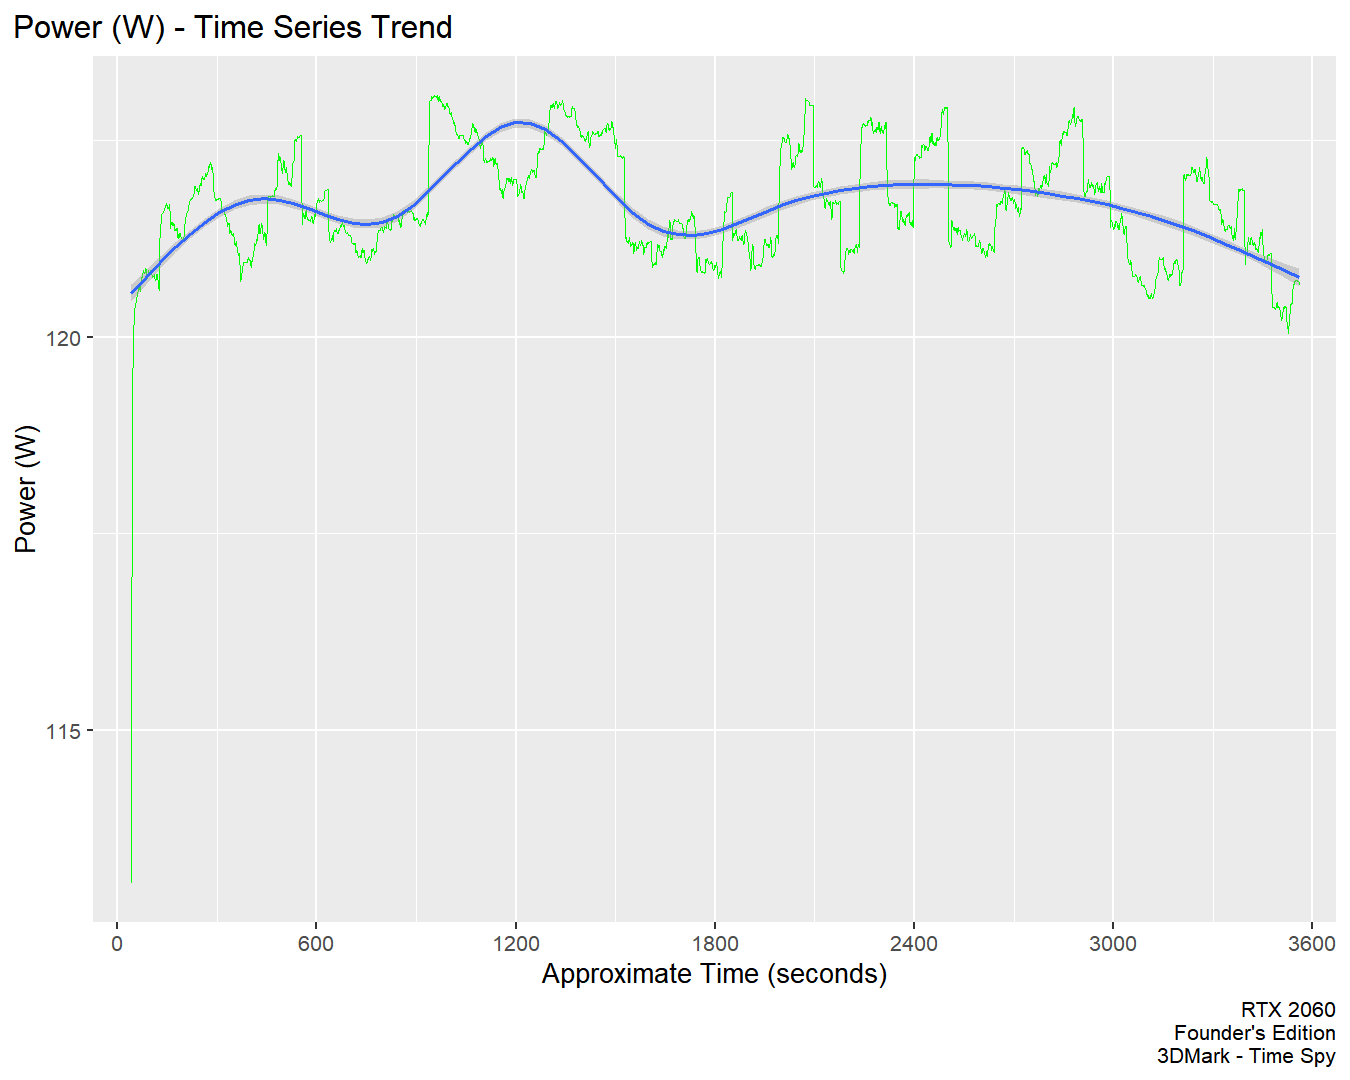 Power (W) - Time Series Trend
Power (W)
120
115
0 600 1200 1800 2400 3000 3600
Approximate Time (seconds)
RTX 2060
Founder's Edition
3DMark - Time Spy